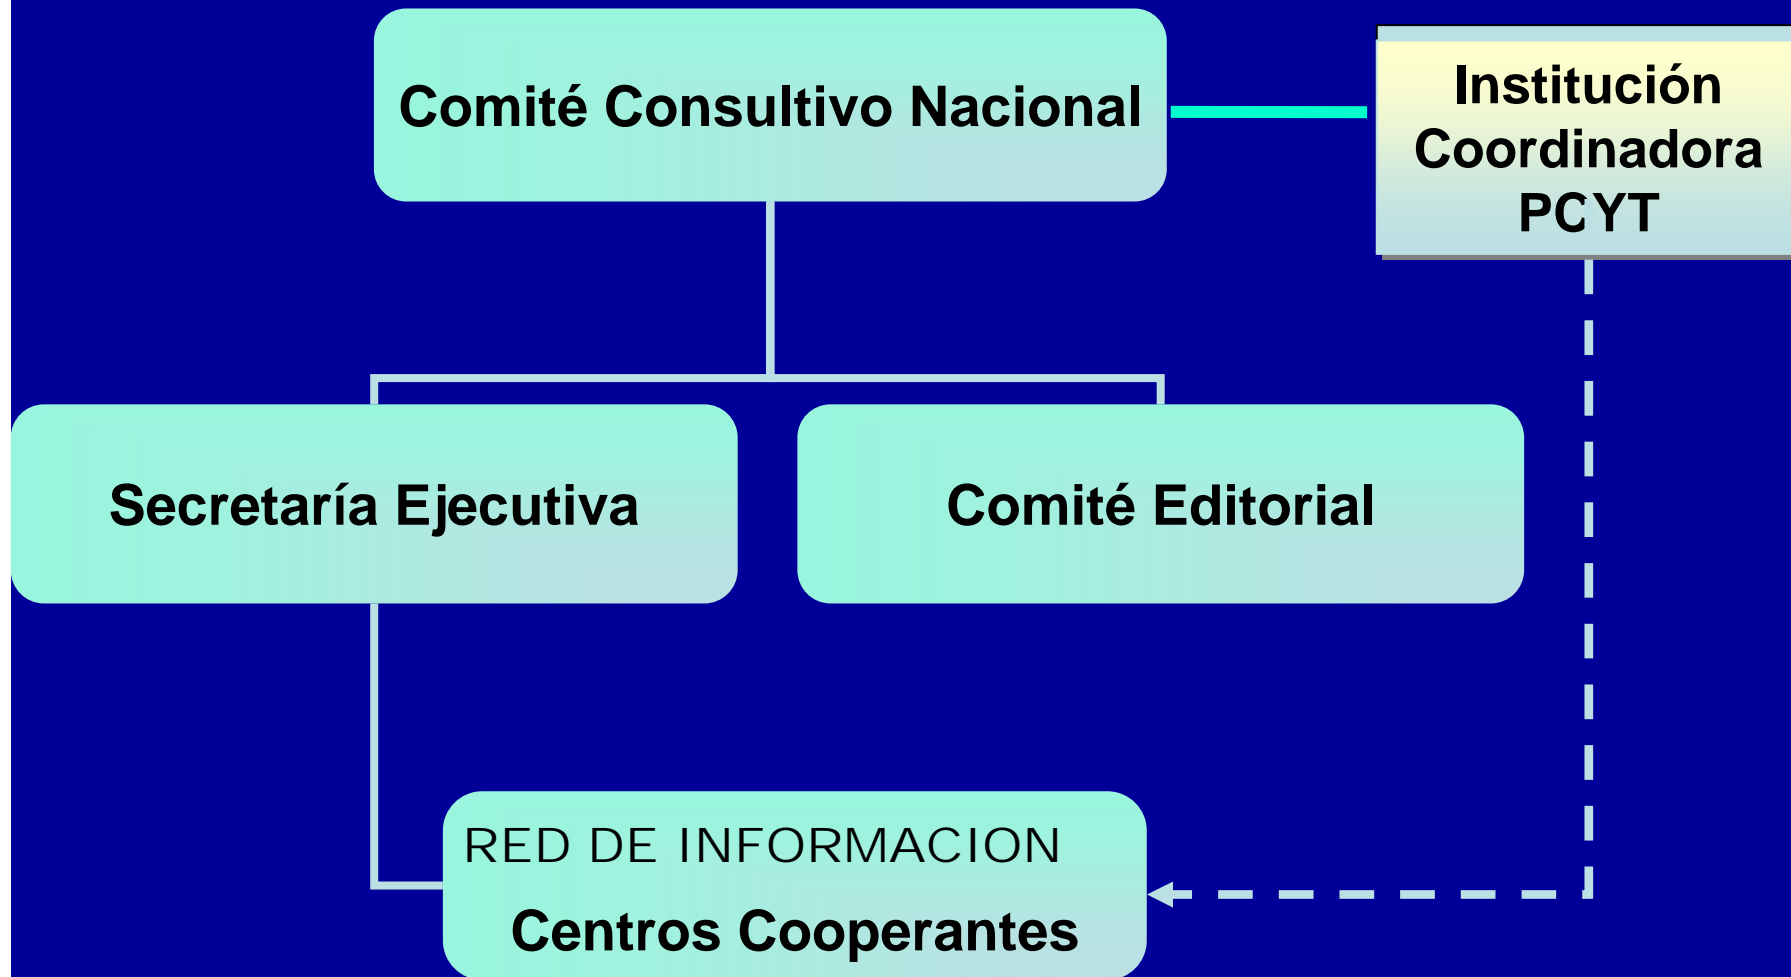 Comité Consultivo Nacional
Institución
Coordinadora
PCYT
Secretaría Ejecutiva
Comité Editorial
RED DE INFORMACION
Centros Cooperantes